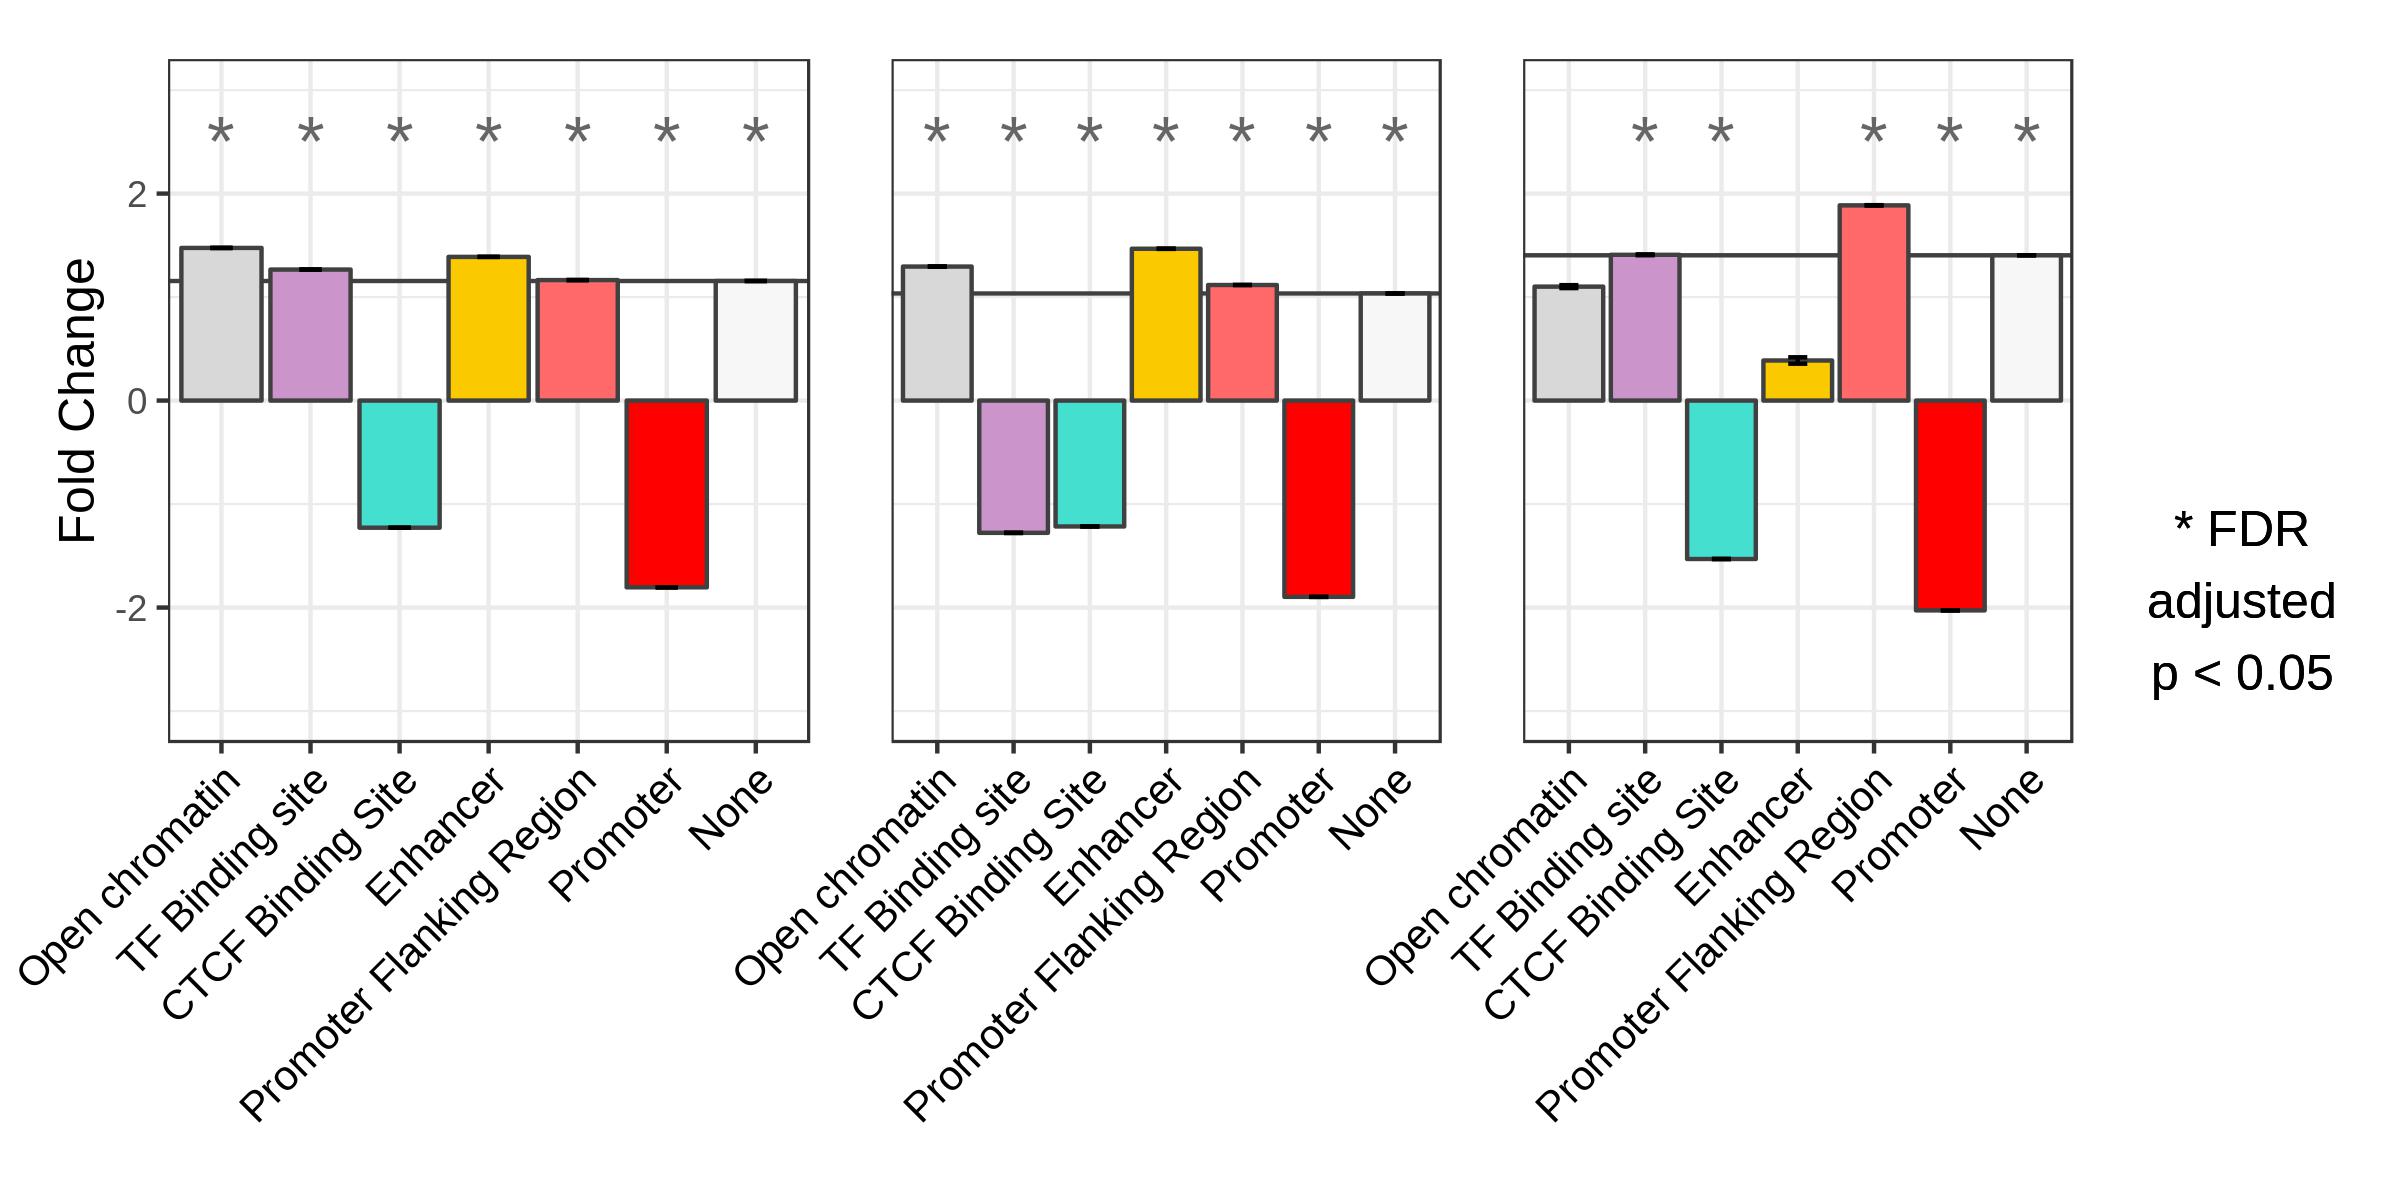 * * * * * * *
* * * * * * *
* * * * *
2
0
-2
Fold Change
Open chromatin
TF Binding site
CTCF Binding Site
Enhancer
Promoter Flanking Region
Promoter
None
Open chromatin
TF Binding site
CTCF Binding Site
Enhancer
Promoter Flanking Region
Promoter
None
Open chromatin
TF Binding site
CTCF Binding Site
Enhancer
Promoter Flanking Region
Promoter
None
* FDR
adjusted
p < 0.05